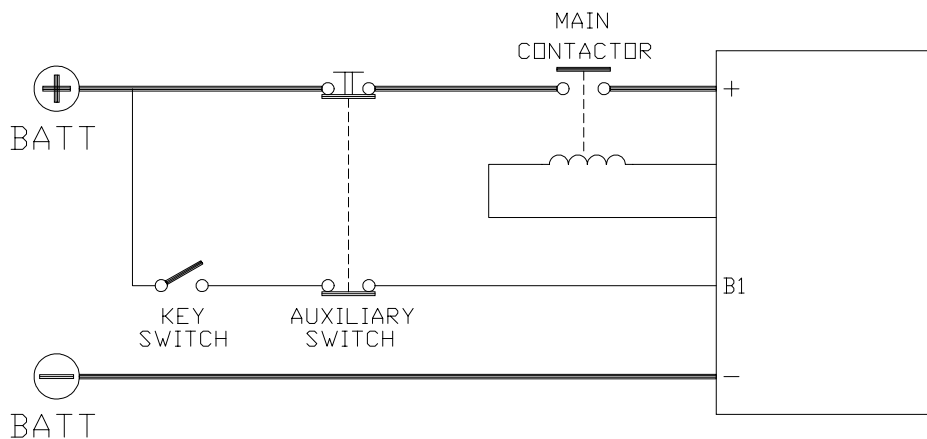 MAIN
CONTACTOR
+
+
BATT
B1
KEY
SWITCH
AUXILIARY
SWITCH
−
−
BATT